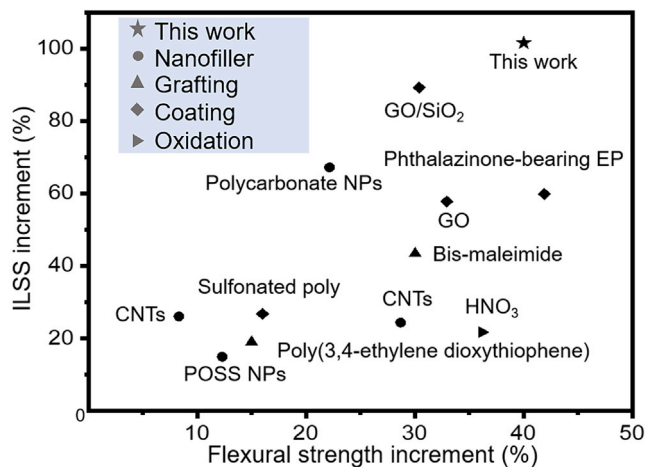 This work
Nanofiller
Grafting
Coating
Oxidation
This work
GO/SiO₂
Phthalazinone-bearing EP
Polycarbonate NPs
GO
Bis-maleimide
Sulfonated poly
CNTs
CNTs
HNO₃
Poly(3,4-ethylene dioxythiophene)
POSS NPs
ILSS increment (%)
100
80
60
40
20
0
10
20
30
40
50
Flexural strength increment (%)